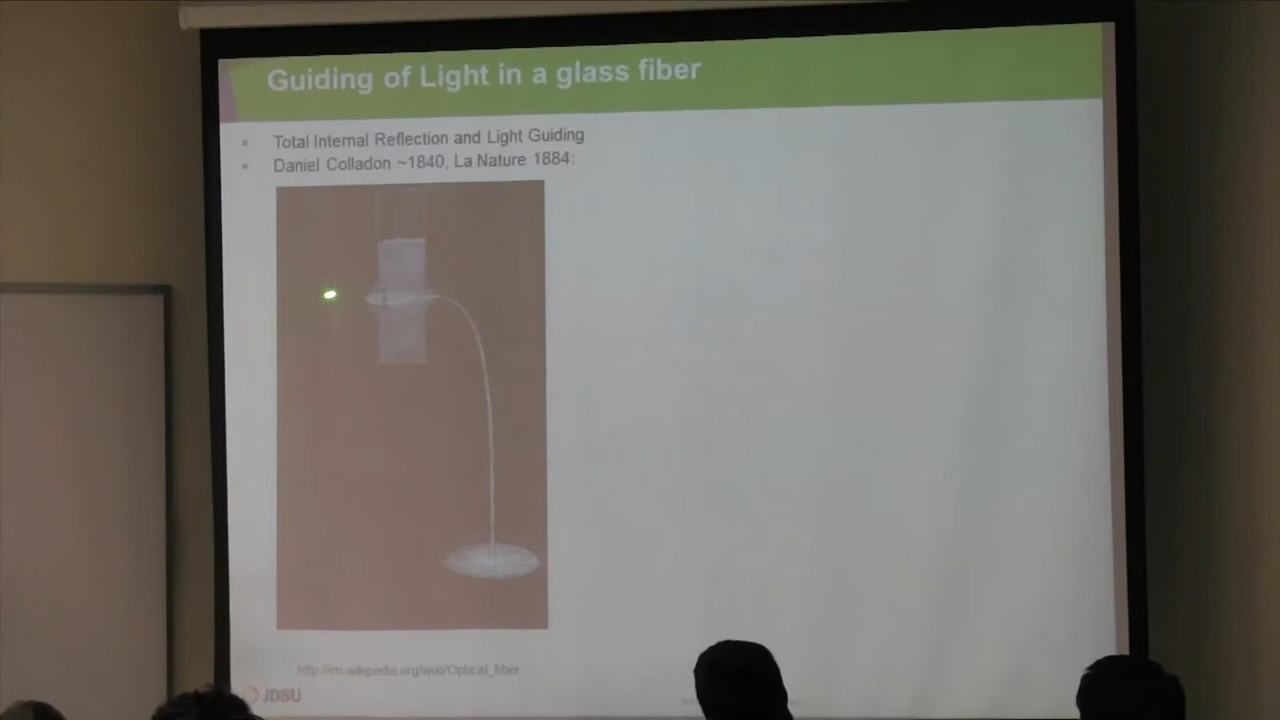 Guiding of Light in a glass fiber
Total Internal Reflection and Light Guiding
Daniel Colladon ~1840, La Nature 1884:
http://en.wikipedia.org/wiki/Optical_fiber
JDSU